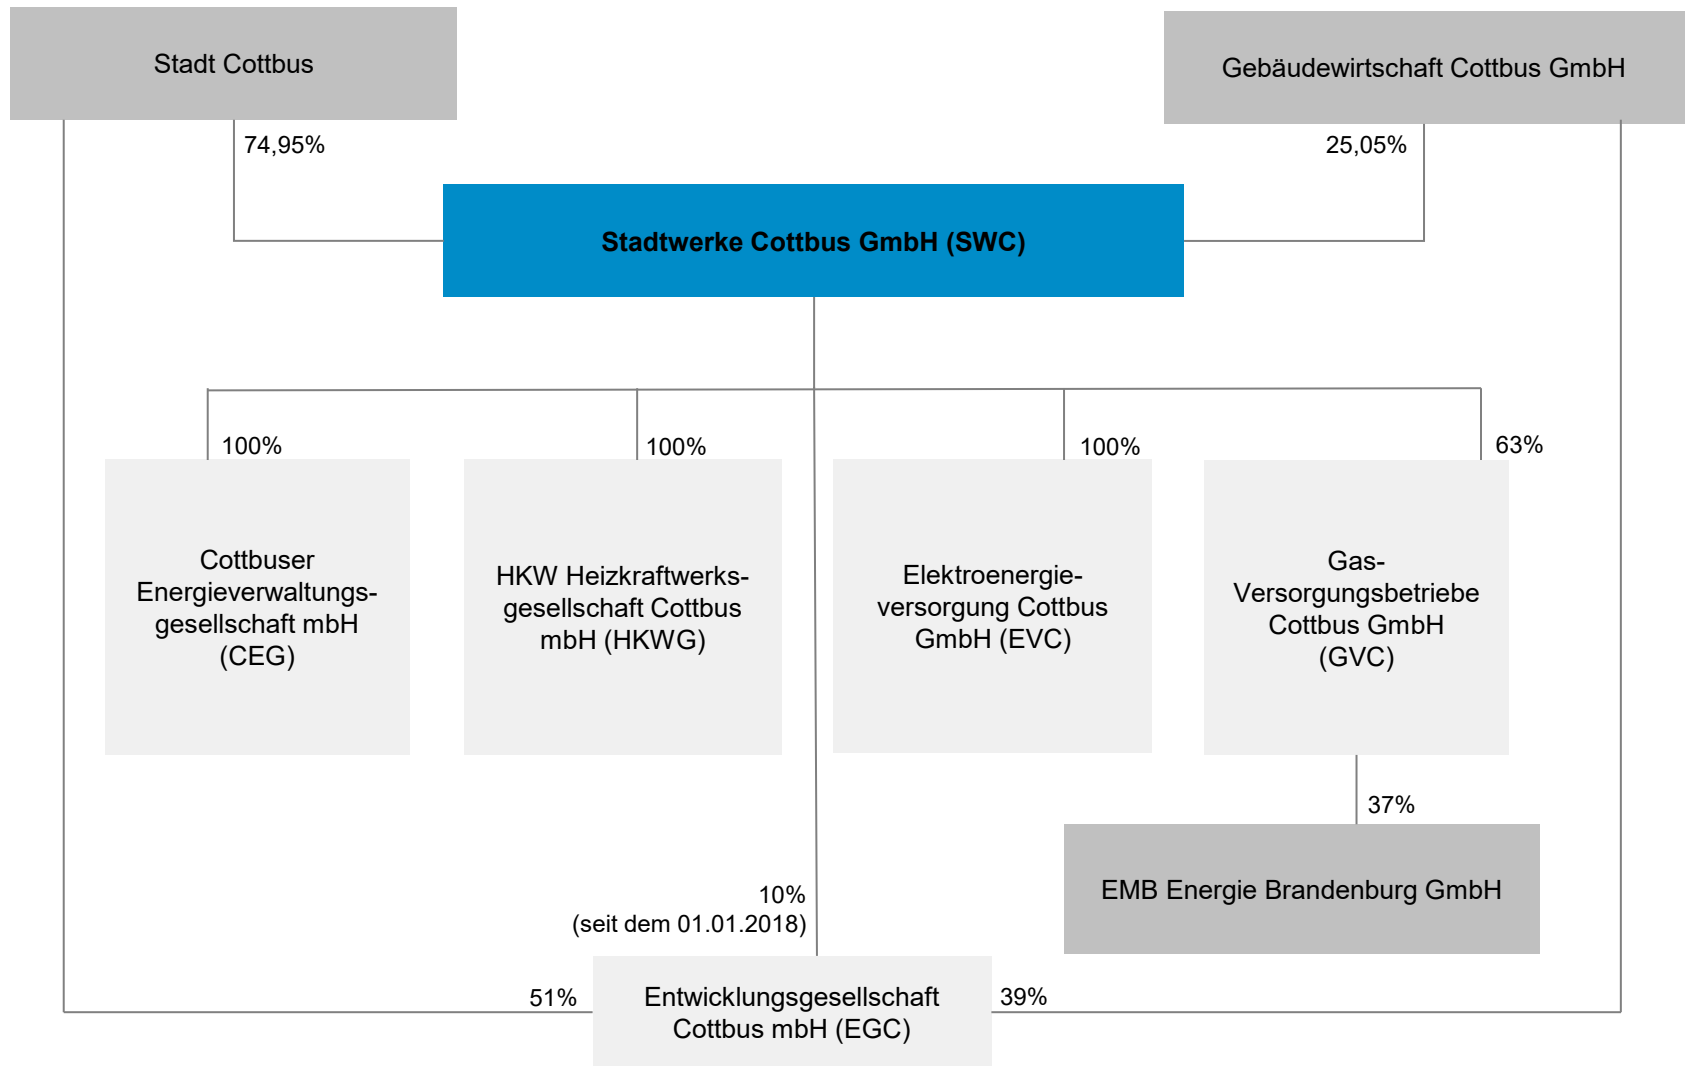 Stadt Cottbus
Gebäudewirtschaft Cottbus GmbH
74,95%
25,05%
Stadtwerke Cottbus GmbH (SWC)
100%
100%
100%
63%
Cottbuser
Energieverwaltungs-
gesellschaft mbH
(CEG)
HKW Heizkraftwerks-
gesellschaft Cottbus
mbH (HKWG)
Elektroenergie-
versorgung Cottbus
GmbH (EVC)
Gas-
Versorgungsbetriebe
Cottbus GmbH
(GVC)
37%
EMB Energie Brandenburg GmbH
10%
(seit dem 01.01.2018)
51%
Entwicklungsgesellschaft
Cottbus mbH (EGC)
39%